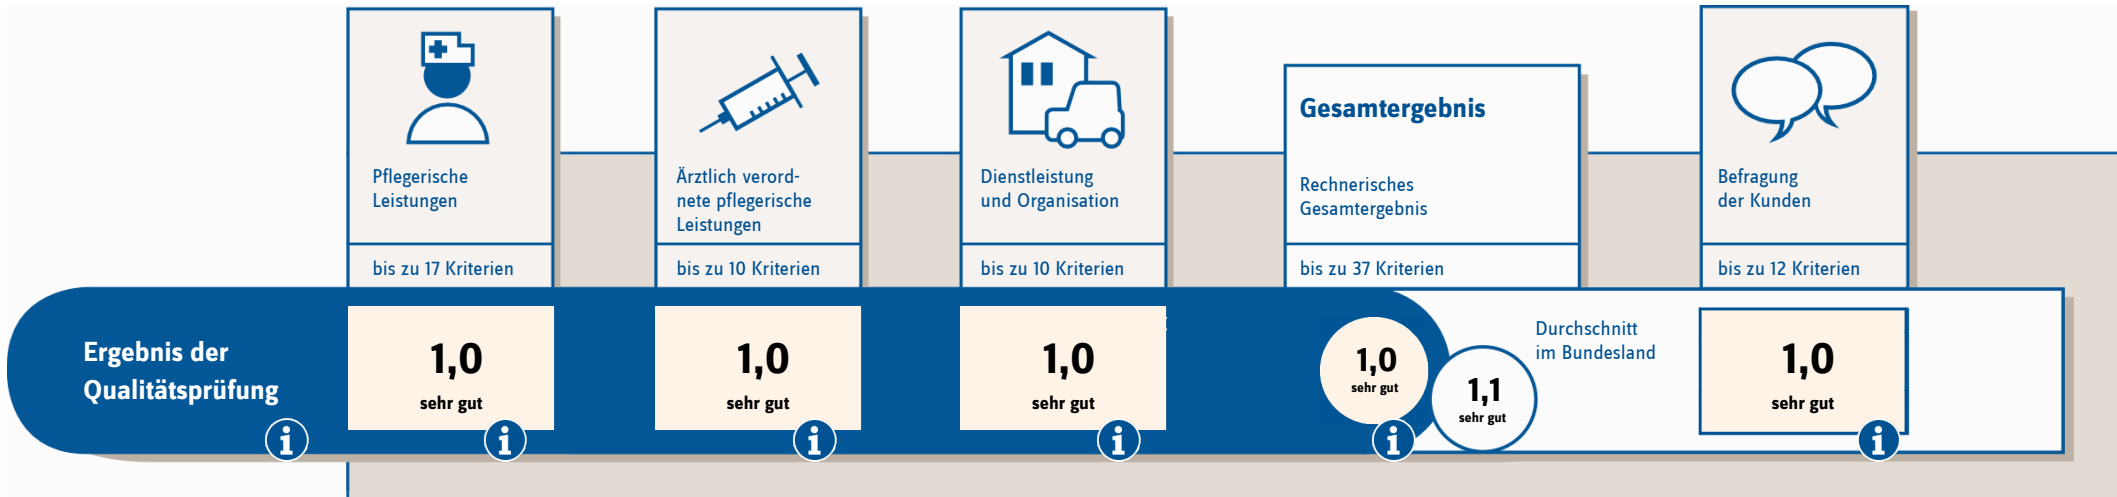 Pflegerische
Leistungen
bis zu 17 Kriterien
Ärztlich verord-
nete pflegerische
Leistungen
bis zu 10 Kriterien
Dienstleistung
und Organisation
bis zu 10 Kriterien
Gesamtergebnis
Rechnerisches
Gesamtergebnis
bis zu 37 Kriterien
Befragung
der Kunden
bis zu 12 Kriterien
Ergebnis der
Qualitätsprüfung
i
1,0
sehr gut
i
1,0
sehr gut
i
1,0
sehr gut
i
1,0
sehr gut
i
1,1
sehr gut
Durchschnitt
im Bundesland
1,0
sehr gut
i